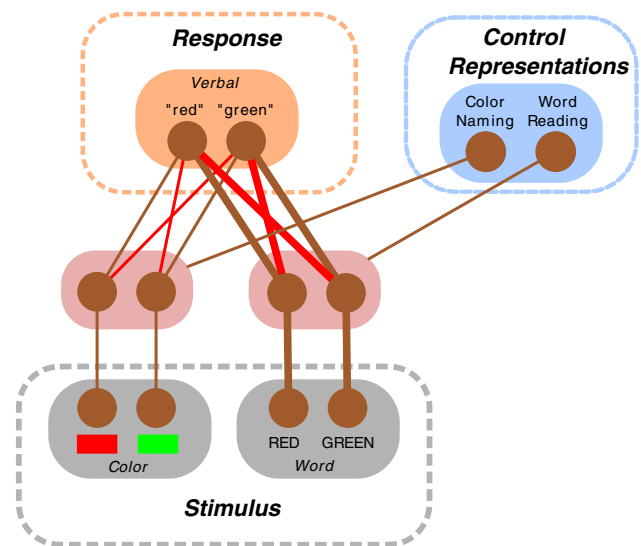 Response
Verbal
"red" "green"
Control
Representations
Color
Naming
Word
Reading
RED GREEN
Color
Word
Stimulus